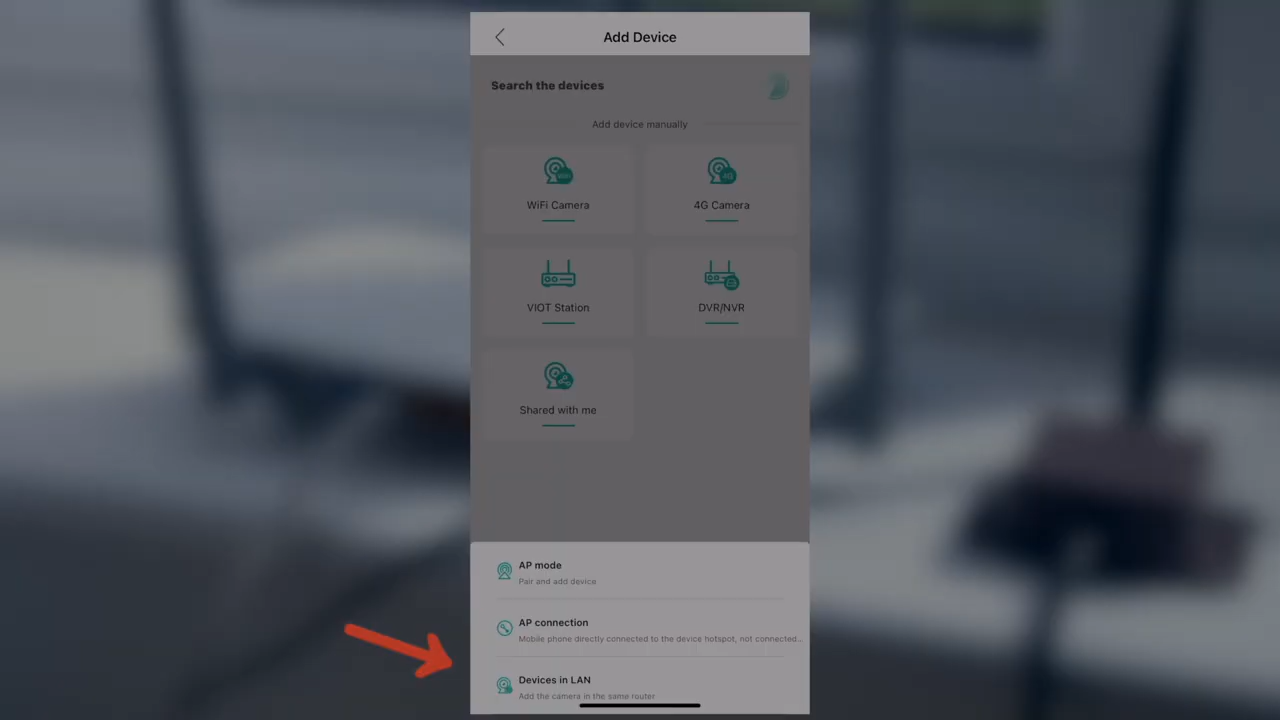 Add Device
Search the devices
Add device manually
WiFi Camera
4G Camera
VIOT Station
DVR/NVR
Shared with me
AP mode
Pair and add device
AP connection
Mobile phone directly connected to the device hotspot, not connected...
Devices in LAN
Add the camera in the same router